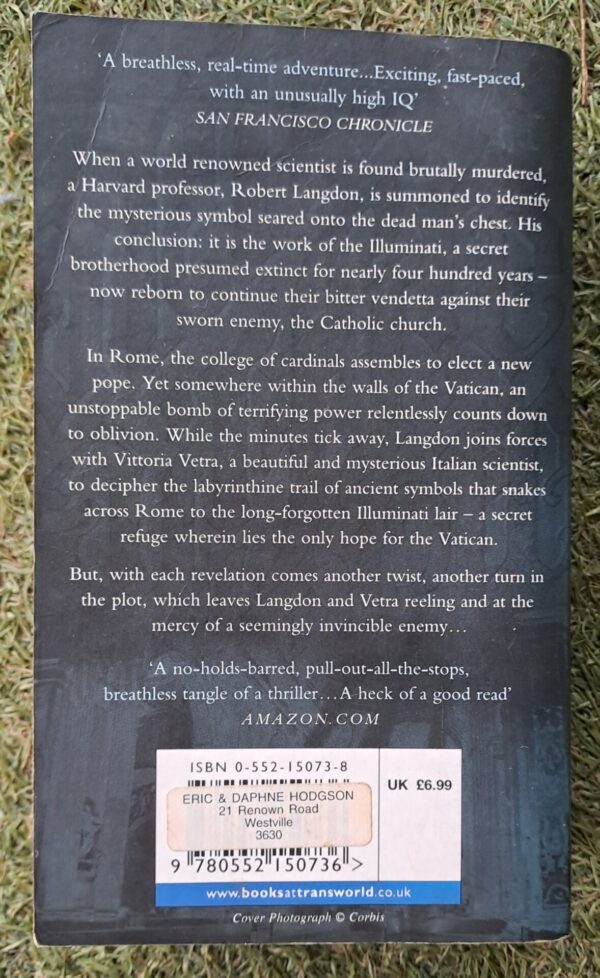 ‘A breathless, real-time adventure...Exciting, fast-paced,
with an unusually high IQ’
SAN FRANCISCO CHRONICLE
When a world renowned scientist is found brutally murdered,
a Harvard professor, Robert Langdon, is summoned to identify
the mysterious symbol seared onto the dead man’s chest. His
conclusion: it is the work of the Illuminati, a secret
brotherhood presumed extinct for nearly four hundred years –
now reborn to continue their bitter vendetta against their
sworn enemy, the Catholic church.
In Rome, the college of cardinals assembles to elect a new
pope. Yet somewhere within the walls of the Vatican, an
unstoppable bomb of terrifying power relentlessly counts down
to oblivion. While the minutes tick away, Langdon joins forces
with Vittoria Vetra, a beautiful and mysterious Italian scientist,
to decipher the labyrinthine trail of ancient symbols that snakes
across Rome to the long-forgotten Illuminati lair – a secret
refuge wherein lies the only hope for the Vatican.
But, with each revelation comes another twist, another turn in
the plot, which leaves Langdon and Vetra reeling and at the
mercy of a seemingly invincible enemy...
‘A no-holds-barred, pull-out-all-the-stops,
breathless tangle of a thriller...A heck of a good read’
AMAZON.COM
ISBN 0-552-15073-8
UK £6.99
ERIC & DAPHNE HODGSON
21 Renown Road
Westville
3630
9 780552 150736 >
www.booksattransworld.co.uk
Cover Photograph © Corbis